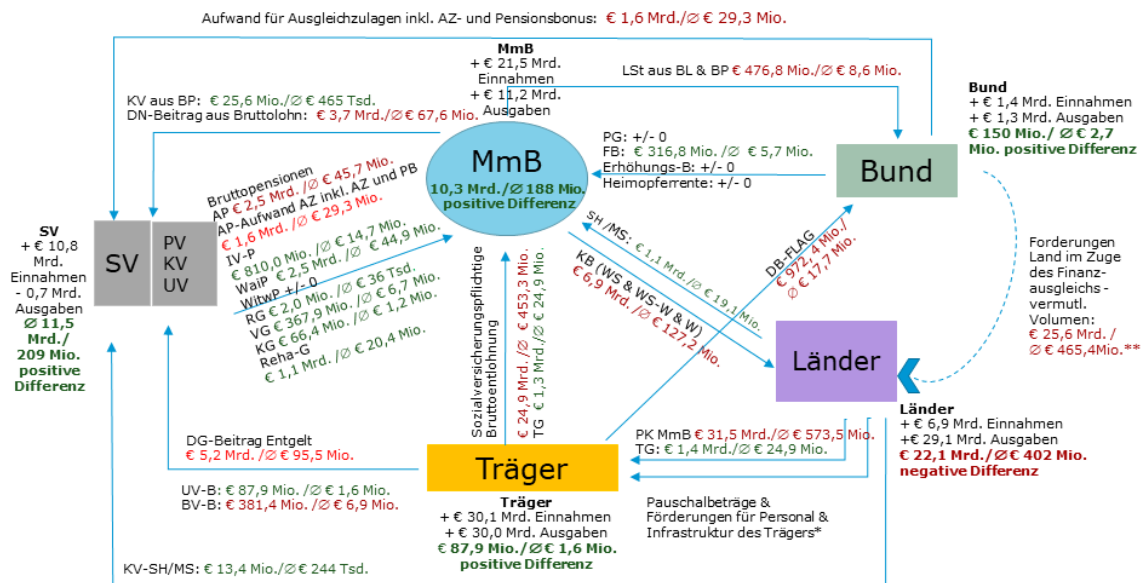 Aufwand für Ausgleichzulagen inkl. AZ- und Pensionsbonus: € 1,6 Mrd./∅ € 29,3 Mio.
MmB
+ € 21,5 Mrd.
Einnahmen
+ € 11,2 Mrd.
Ausgaben
LSt aus BL & BP € 476,8 Mio./∅ € 8,6 Mio.
KV aus BP: € 25,6 Mio./∅ € 465 Tsd.
DN-Beitrag aus Bruttolohn: € 3,7 Mrd./∅ € 67,6 Mio.
Bund
+ € 1,4 Mrd. Einnahmen
+ € 1,3 Mrd. Ausgaben
€ 150 Mio./ ∅ € 2,7
Mio. positive Differenz
PG: +/- 0
FB: € 316,8 Mio./∅ € 5,7 Mio.
Erhöhungs-B: +/- 0
Heimopferrente: +/- 0
MmB
10,3 Mrd./∅ 188 Mio.
positive Differenz
Bund
Bruttopensionen
AP € 2,5 Mrd./∅ € 45,7 Mio.
AP-Aufwand AZ inkl. AZ und PB
€ 1,6 Mrd./∅ € 29,3 Mio.
IV-P
€ 810,0 Mio./∅ € 14,7 Mio.
WaiP € 2,5 Mrd./∅ € 44,9 Mio.
WitwP +/- 0
RG € 2,0 Mio./∅ € 36 Tsd.
VG € 367,9 Mio./∅ € 6,7 Mio.
KG € 66,4 Mio./∅ € 1,2 Mio.
Reha-G
€ 1,1 Mrd./∅ € 20,4 Mio.
SV
+ € 10,8
Mrd.
Einnahmen
- 0,7 Mrd.
Ausgaben
∅ 11,5
Mrd./
209 Mio.
positive
Differenz
SV
PV
KV
UV
SH/MS: € 1,1 Mrd./∅ € 19,1 Mio.
KB (WS & WS-W & W)
€ 6,9 Mrd./∅ € 127,2 Mio.
DB-FLAG
€ 972,4 Mio./
∅ € 17,7 Mio.
Forderungen
Land im Zuge
des Finanz-
ausgleichs-
vermutl.
Volumen:
€ 25,6 Mrd./
∅ € 465,4Mio.**
Länder
Sozialversicherungspflichtige
Bruttoentlohnung
€ 24,9 Mrd./∅ € 453,3 Mio.
TG € 1,3 Mrd./∅ € 24,9 Mio.
Länder
+ € 6,9 Mrd. Einnahmen
+€ 29,1 Mrd. Ausgaben
€ 22,1 Mrd./∅€ 402 Mio.
negative Differenz
DG-Beitrag Entgelt
€ 5,2 Mrd./∅ € 95,5 Mio.
PK MmB € 31,5 Mrd./∅ € 573,5 Mio.
TG: € 1,4 Mrd./∅ € 24,9 Mio.
Träger
UV-B: € 87,9 Mio./∅ € 1,6 Mio.
BV-B: € 381,4 Mio./∅ € 6,9 Mio.
Träger
+ € 30,1 Mrd. Einnahmen
+ € 30,0 Mrd. Ausgaben
€ 87,9 Mio./∅ € 1,6 Mio.
positive Differenz
Pauschalbeträge &
Förderungen für Personal &
Infrastruktur des Trägers*
KV-SH/MS: € 13,4 Mio./∅€ 244 Tsd.